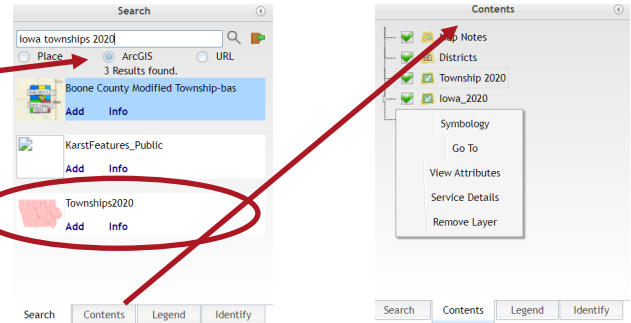 Search
iowa townships 2020
Place ArcGIS URL
3 Results found.
Boone County Modified Township-bas
Add Info
KarstFeatures_Public
Add Info
Townships2020
Add Info
Search Contents Legend Identify
Contents
Map Notes
Districts
Township 2020
Iowa_2020
Symbology
Go To
View Attributes
Service Details
Remove Layer
Search Contents Legend Identify